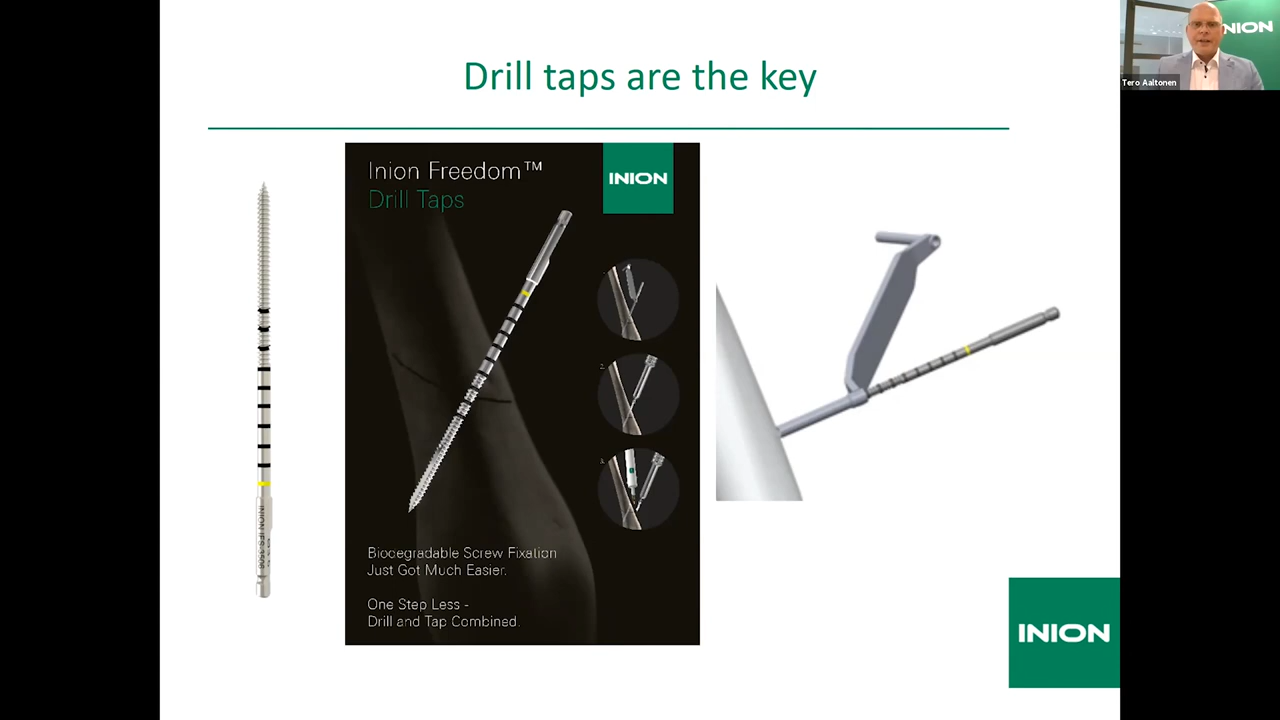 Drill taps are the key
INION
Tero Aaltonen
Inion Freedom™
Drill Taps
INION
Biodegradable Screw Fixation
Just Got Much Easier.
One Step Less -
Drill and Tap Combined.
INION